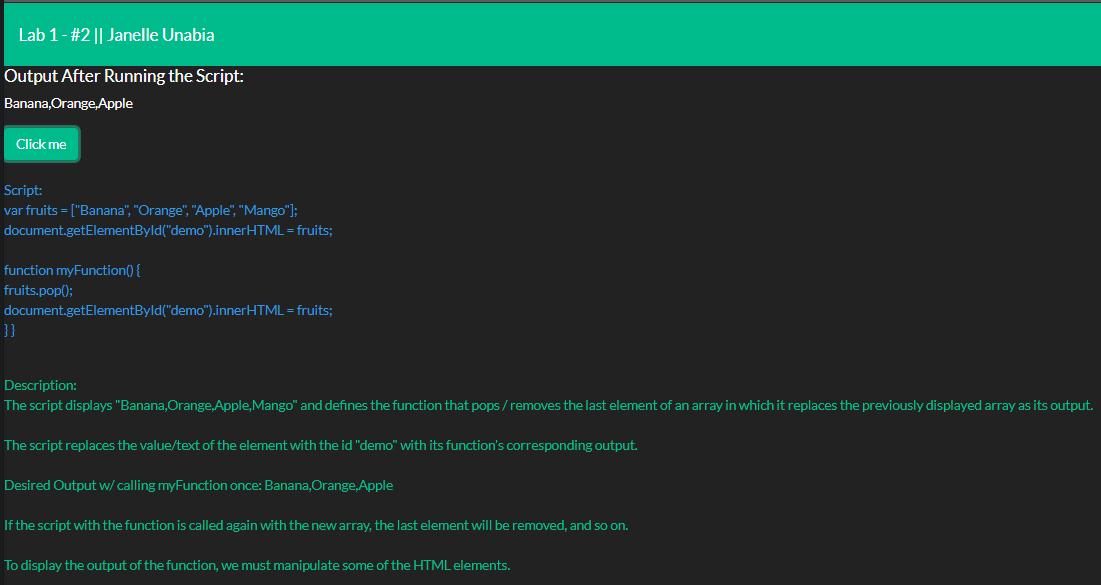 Lab 1 - #2 || Janelle Unabia
Output After Running the Script:
Banana,Orange,Apple
Click me
Script:
var fruits = ["Banana", "Orange", "Apple", "Mango"];
document.getElementById("demo").innerHTML = fruits;
function myFunction() {
fruits.pop();
document.getElementById("demo").innerHTML = fruits;
} }
Description:
The script displays "Banana,Orange,Apple,Mango" and defines the function that pops / removes the last element of an array in which it replaces the previously displayed array as its output.
The script replaces the value/text of the element with the id "demo" with its function's corresponding output.
Desired Output w/ calling myFunction once: Banana,Orange,Apple
If the script with the function is called again with the new array, the last element will be removed, and so on.
To display the output of the function, we must manipulate some of the HTML elements.